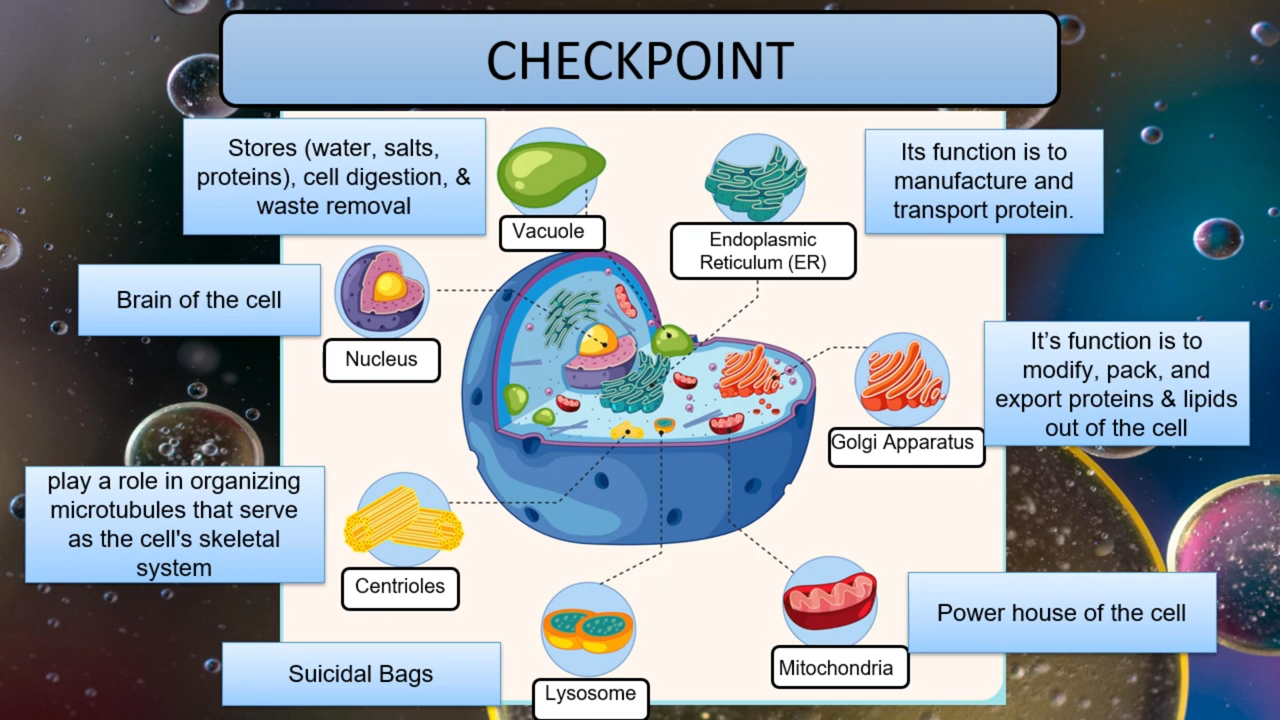 CHECKPOINT
Stores (water, salts,
proteins), cell digestion, &
waste removal
Vacuole
Endoplasmic
Reticulum (ER)
Its function is to
manufacture and
transport protein.
Brain of the cell
Nucleus
It’s function is to
modify, pack, and
export proteins & lipids
out of the cell
Golgi Apparatus
play a role in organizing
microtubules that serve
as the cell's skeletal
system
Centrioles
Power house of the cell
Mitochondria
Suicidal Bags
Lysosome